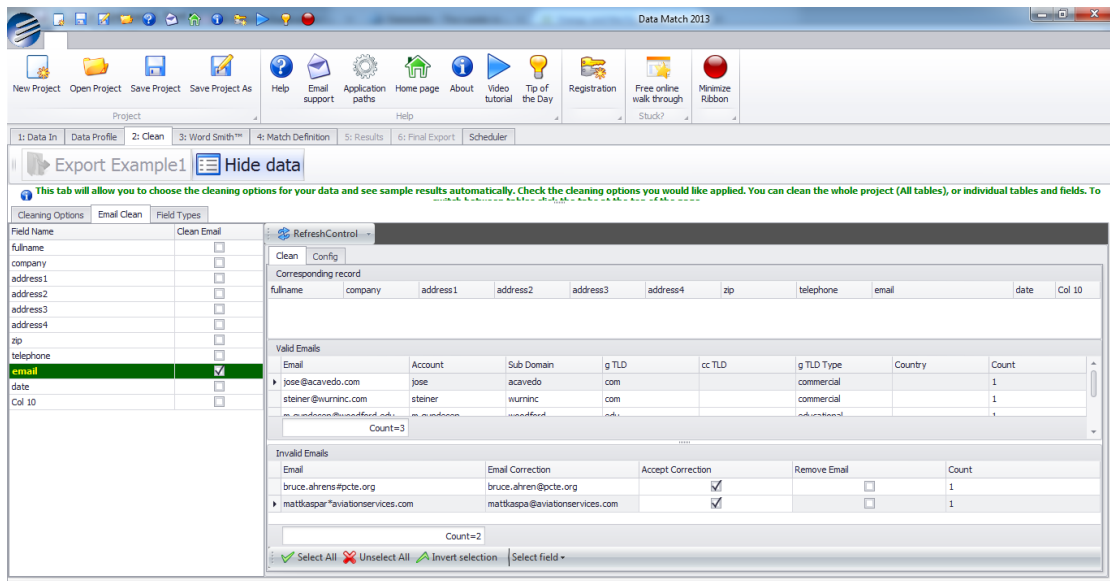 Data Match 2013
New Project Open Project Save Project Save Project As Help Email support Application paths Home page About Video tutorial Tip of the Day Registration Free online walk through Minimize Ribbon
Project Help Stuck?
1: Data In Data Profile 2: Clean 3: Word Smith™ 4: Match Definition 5: Results 6: Final Export Scheduler
Export Example1 Hide data
This tab will allow you to choose the cleaning options for your data and see sample results automatically. Check the cleaning options you would like applied. You can clean the whole project (All tables), or individual tables and fields. To
Cleaning Options Email Clean Field Types
Field Name Clean Email
fullname
company
address1
address2
address3
address4
zip
telephone
email
date
Col 10
RefreshControl
Clean Config
Corresponding record
fullname company address1 address2 address3 address4 zip telephone email date Col 10
Valid Emails
Email Account Sub Domain g TLD cc TLD g TLD Type Country Count
jose@acavedo.com jose acavedo com commercial 1
steiner@wurninc.com steiner wurninc com commercial 1
m.gundesen@woodford.edu m.gundesen woodford edu educational 1
Count=3
Invalid Emails
Email Email Correction Accept Correction Remove Email Count
bruce.ahrens#pcte.org bruce.ahren@pcte.org 1
mattkaspar*aviationservices.com mattkaspa@aviationservices.com 1
Count=2
Select All Unselect All Invert selection Select field